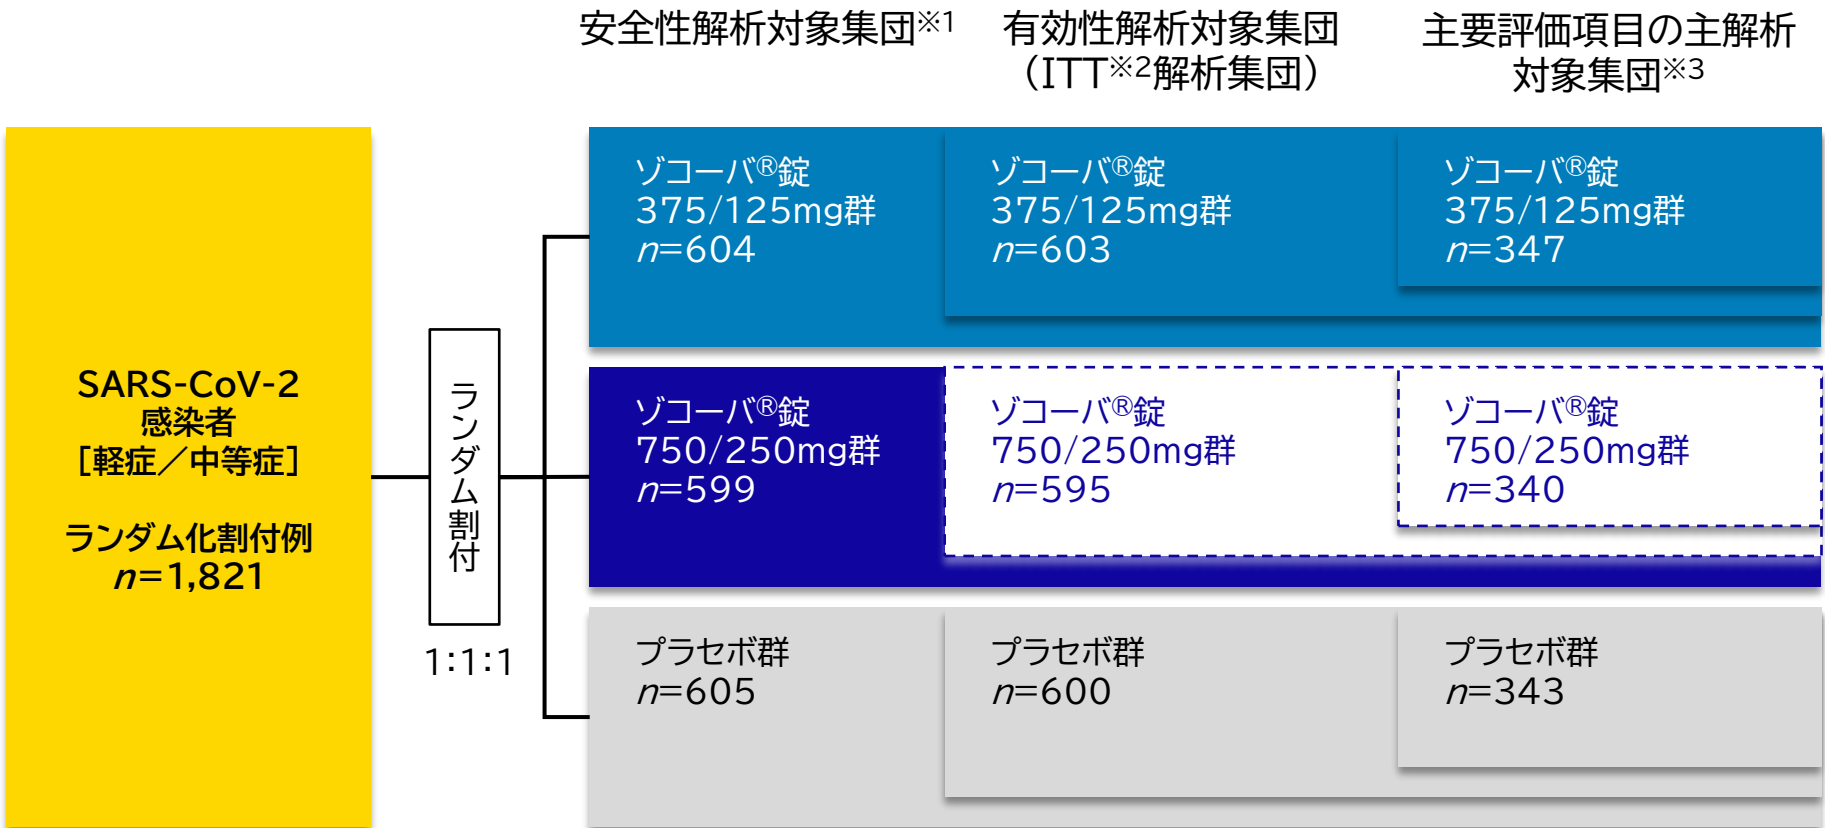 安全性解析対象集団※1
有効性解析対象集団
(ITT※2解析集団)
主要評価項目の主解析
対象集団※3
SARS-CoV-2
感染者
[軽症/中等症]
ランダム化割付例
n=1,821
ランダム割付
1:1:1
ゾコーバ®錠
375/125mg群
n=604
ゾコーバ®錠
375/125mg群
n=603
ゾコーバ®錠
375/125mg群
n=347
ゾコーバ®錠
750/250mg群
n=599
ゾコーバ®錠
750/250mg群
n=595
ゾコーバ®錠
750/250mg群
n=340
プラセボ群
n=605
プラセボ群
n=600
プラセボ群
n=343